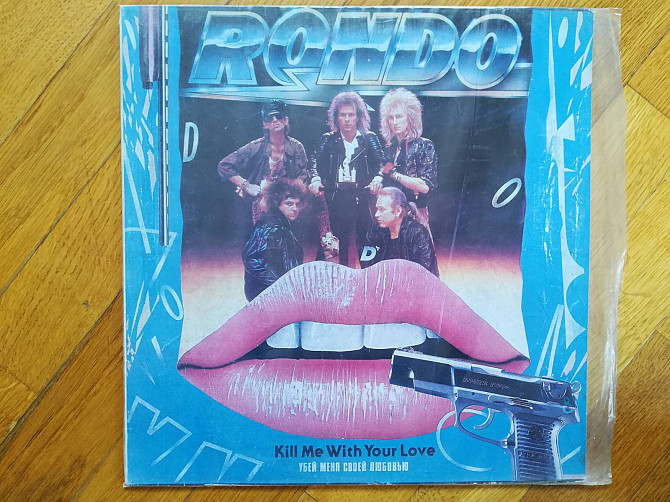 RONDO
D
O
D
Kill Me With Your Love
УБЕЙ МЕНЯ СВОЕЙ ЛЮБОВЬЮ